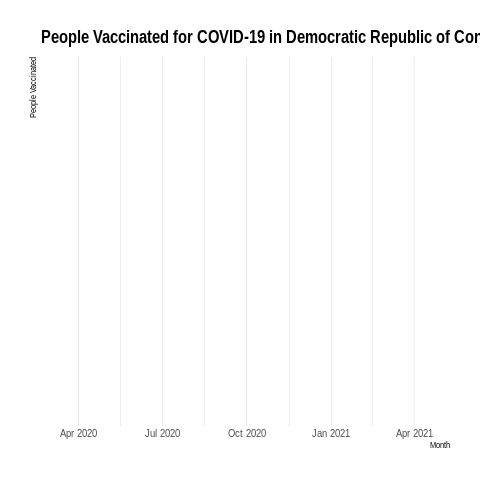 People Vaccinated for COVID-19 in Democratic Republic of Con
People Vaccinated
Apr 2020 Jul 2020 Oct 2020 Jan 2021 Apr 2021
Month